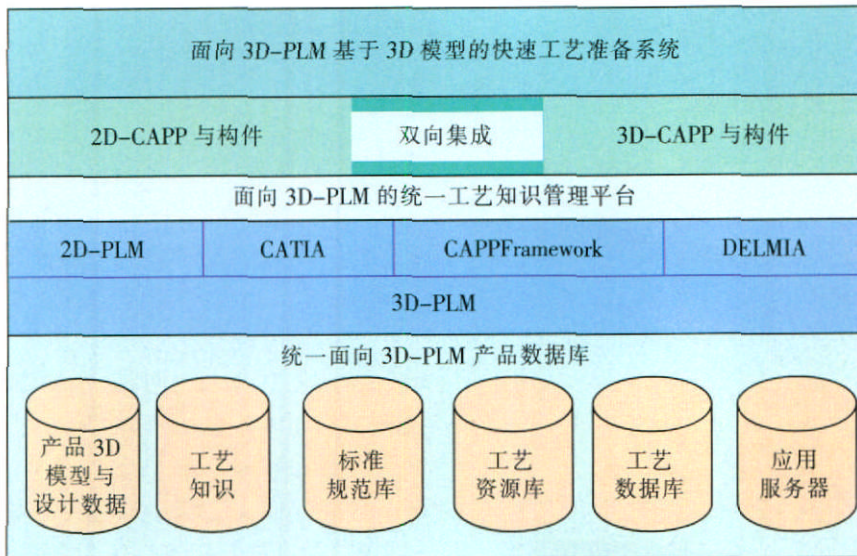 面向 3D-PLM 基于 3D 模型的快速工艺准备系统
2D-CAPP 与构件
双向集成
3D-CAPP 与构件
面向 3D-PLM 的统一工艺知识管理平台
2D-PLM
CATIA
CAPPFramework
DELMIA
3D-PLM
统一面向 3D-PLM 产品数据库
产品 3D
模型与
设计数据
工艺
知识
标准
规范库
工艺
资源库
工艺
数据库
应用
服务器